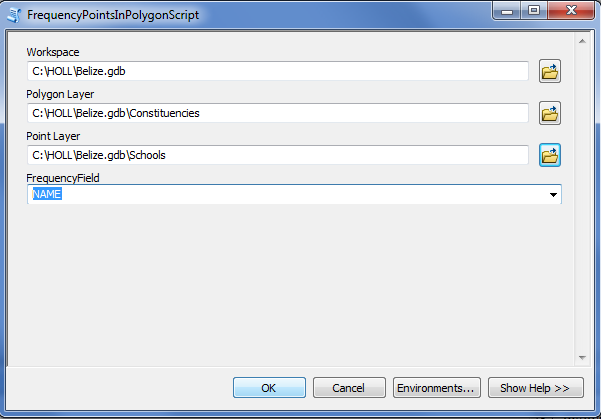 FrequencyPointsInPolygonScript
Workspace
C:\HOLL\Belize.gdb
Polygon Layer
C:\HOLL\Belize.gdb\Constituencies
Point Layer
C:\HOLL\Belize.gdb\Schools
FrequencyField
NAME
OK Cancel Environments... Show Help >>